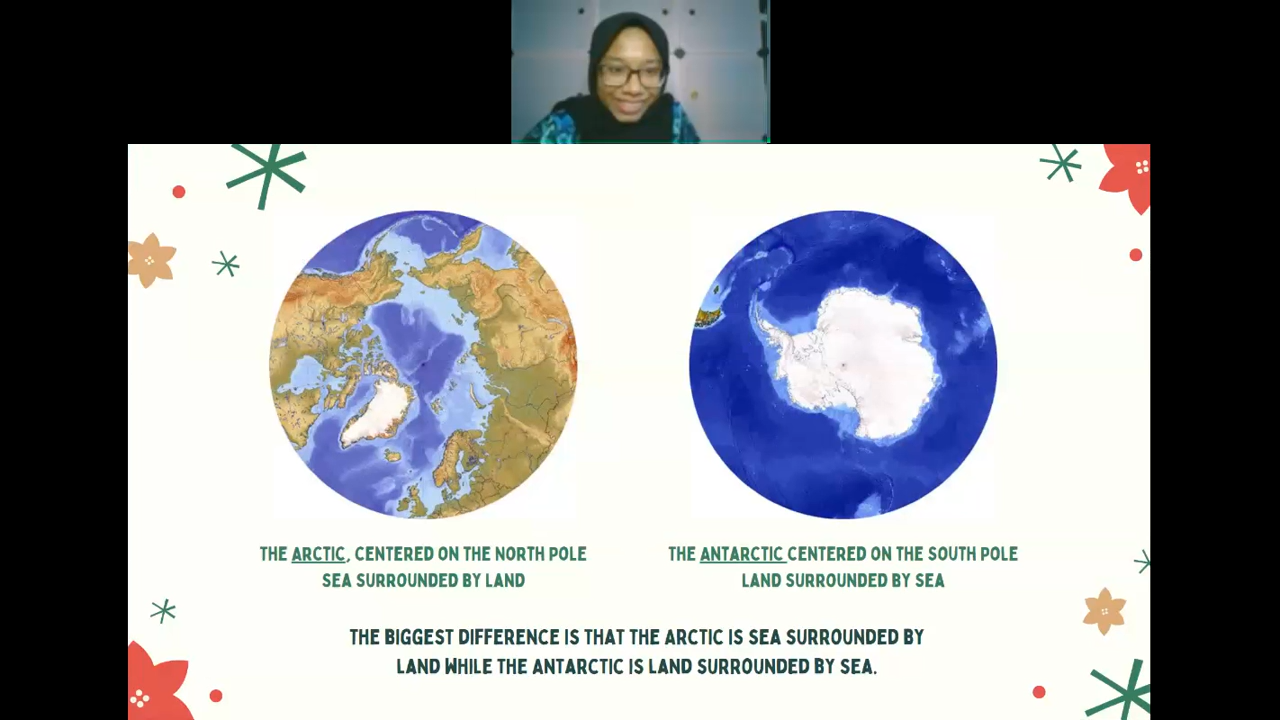 THE ARCTIC, CENTERED ON THE NORTH POLE
SEA SURROUNDED BY LAND
THE ANTARCTIC CENTERED ON THE SOUTH POLE
LAND SURROUNDED BY SEA
THE BIGGEST DIFFERENCE IS THAT THE ARCTIC IS SEA SURROUNDED BY
LAND WHILE THE ANTARCTIC IS LAND SURROUNDED BY SEA.